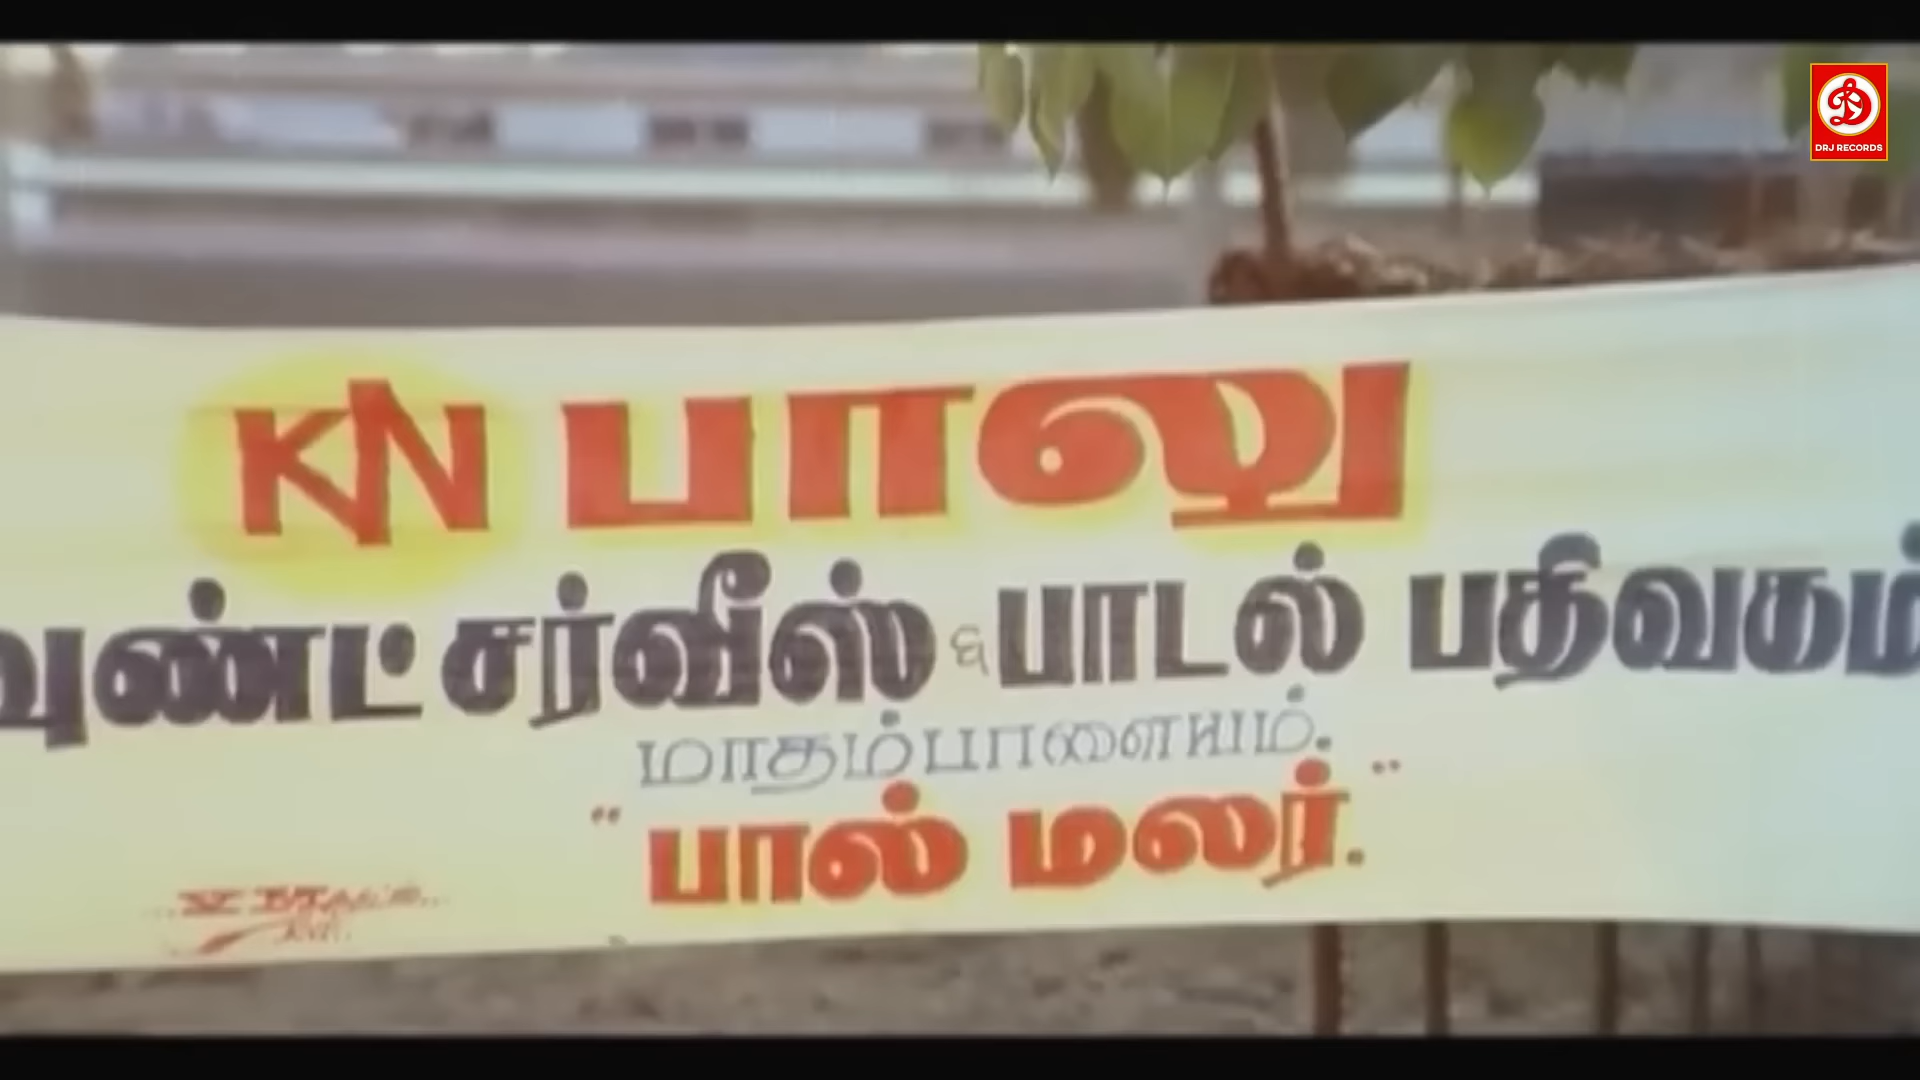 DRJ RECORDS
KN பாலு
வுண்ட் சர்வீஸ் & பாடல் பதிவகம்
மாதம்பாளையம்.
"பால் மலர்."